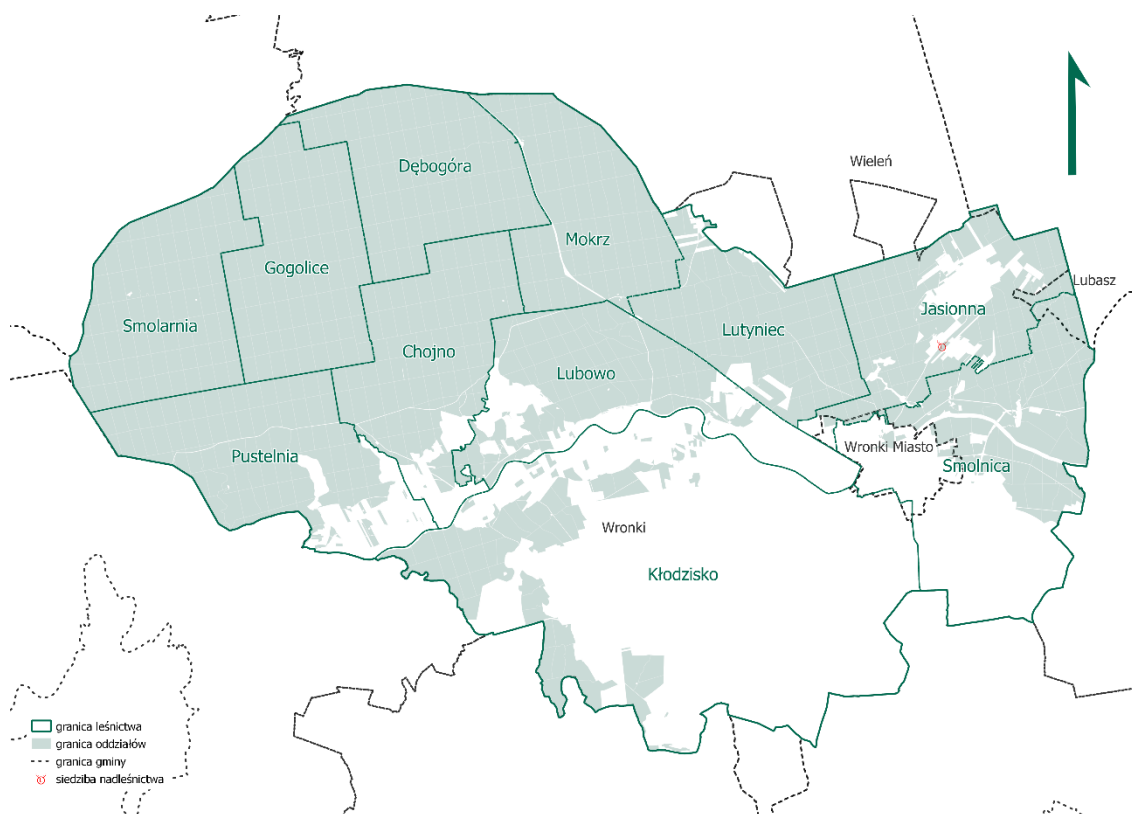 Wieleń
Dębogóra
Mokrz
Gogolice
Lubasz
Jasionna
Smolarnia
Lutyniec
Chojno
Lubowo
Wronki Miasto
Pustelnia
Smolnica
Wronki
Kłodzisko
granica leśnictwa
granica oddziałów
granica gminy
siedziba nadleśnictwa